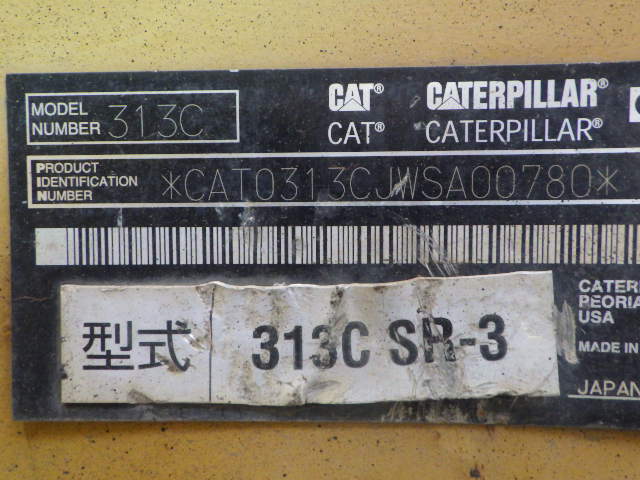 MODEL NUMBER 313C
CAT® CATERPILLAR®
CAT® CATERPILLAR®
PRODUCT IDENTIFICATION NUMBER *CAT0313CJWSA00780*
型式 313C SR-3
CATER
PEORIA
USA
MADE IN
JAPAN